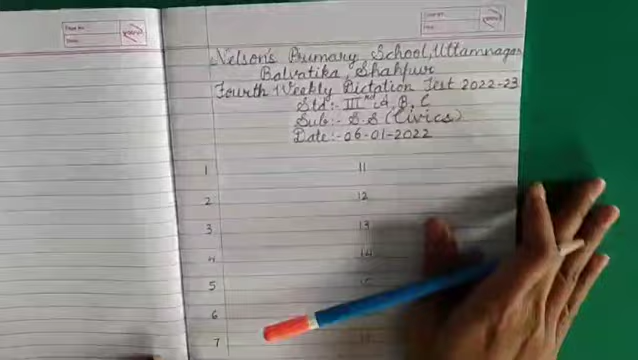 Nelson's Primary School, Uttamnagar
Balvatika, Shahpur
Fourth Weekly Dictation Test 2022-23
Std:- III A, B, C
Sub:- S.S (Civics)
Date:- 06-01-2022
1 11
2 12
3 13
4 14
5 15
6
7